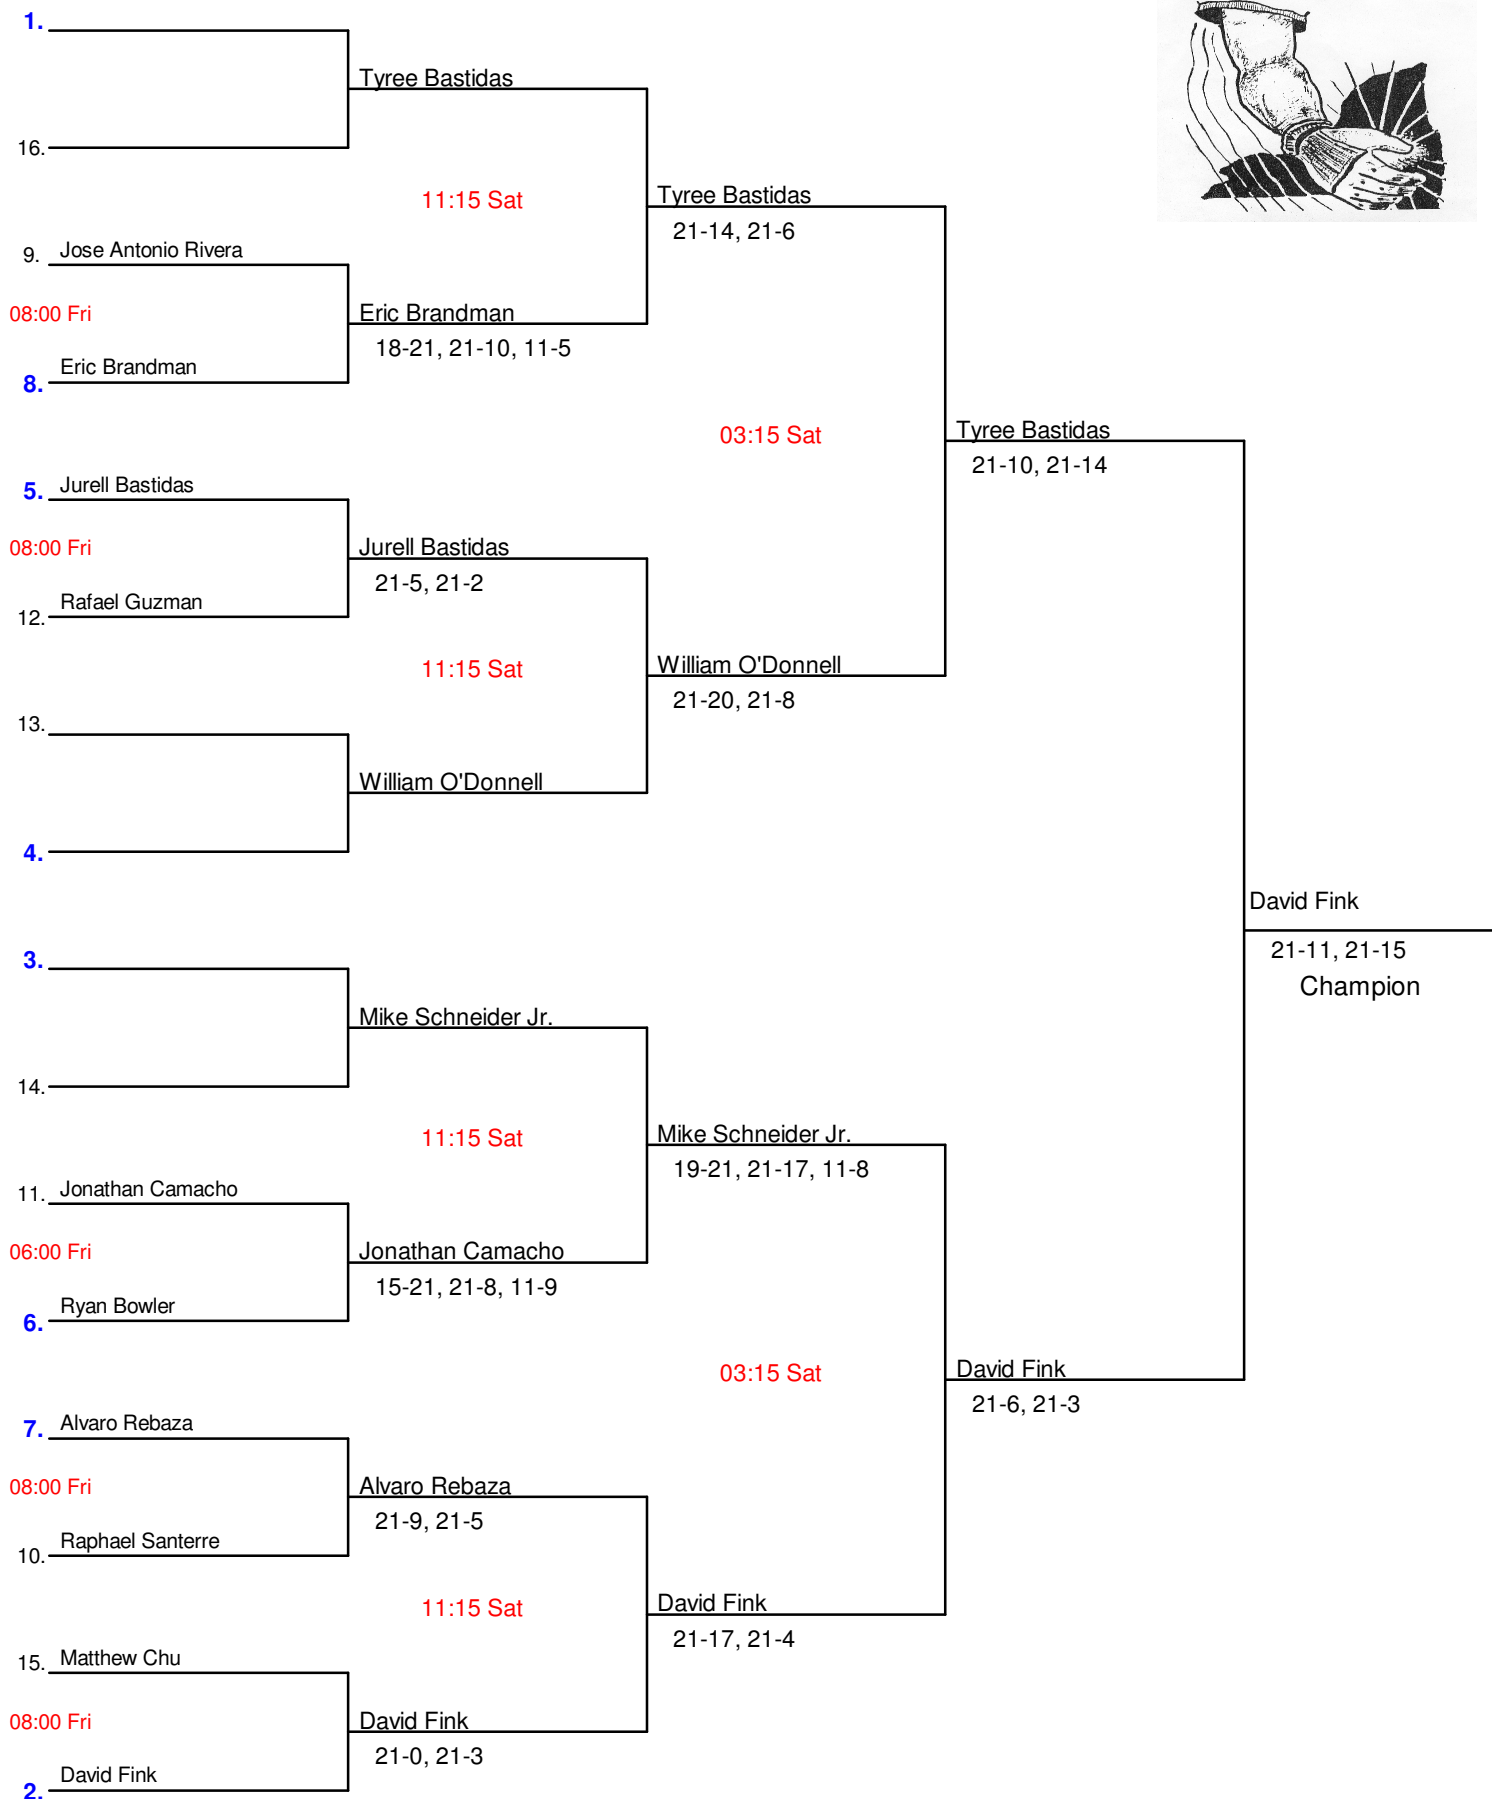 1.
Tyree Bastidas
16.
11:15 Sat
Tyree Bastidas
21-14, 21-6
9. Jose Antonio Rivera
08:00 Fri
Eric Brandman
18-21, 21-10, 11-5
8. Eric Brandman
03:15 Sat
Tyree Bastidas
21-10, 21-14
5. Jurell Bastidas
08:00 Fri
Jurell Bastidas
21-5, 21-2
12. Rafael Guzman
11:15 Sat
William O'Donnell
21-20, 21-8
13.
William O'Donnell
4.
David Fink
21-11, 21-15
Champion
3.
Mike Schneider Jr.
14.
11:15 Sat
Mike Schneider Jr.
19-21, 21-17, 11-8
11. Jonathan Camacho
06:00 Fri
Jonathan Camacho
15-21, 21-8, 11-9
6. Ryan Bowler
03:15 Sat
David Fink
21-6, 21-3
7. Alvaro Rebaza
08:00 Fri
Alvaro Rebaza
21-9, 21-5
10. Raphael Santerre
11:15 Sat
David Fink
21-17, 21-4
15. Matthew Chu
08:00 Fri
David Fink
21-0, 21-3
2. David Fink